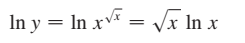 ln y = ln x^√x = √x ln x